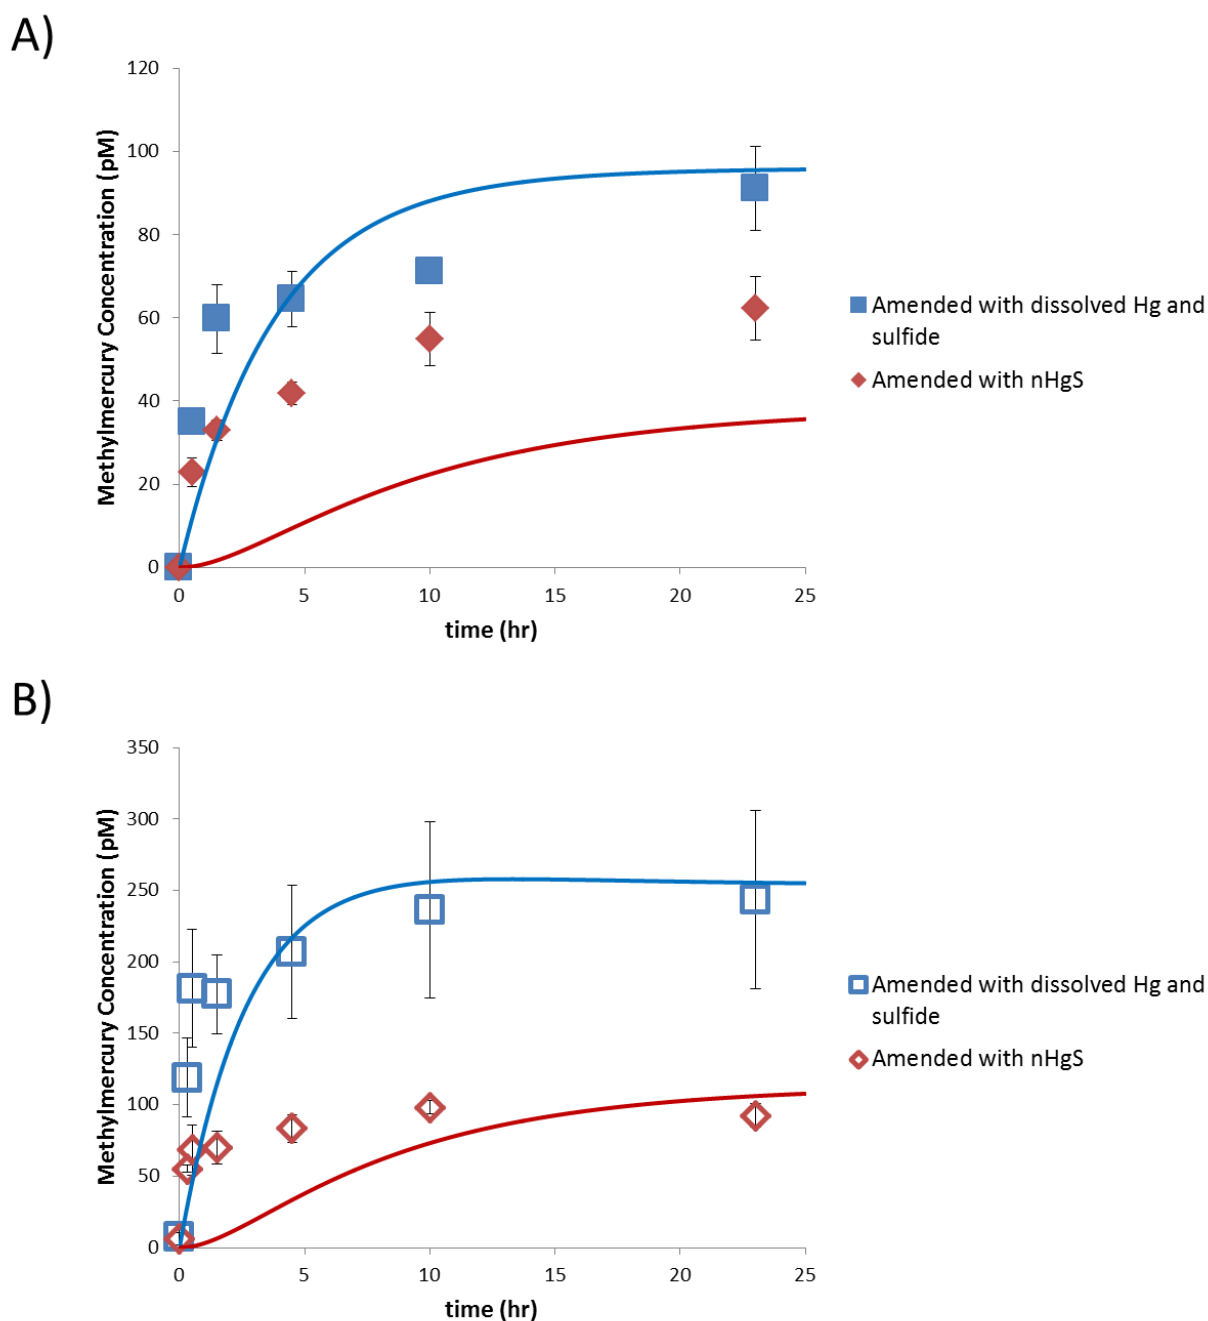 A)
120
100
80
60
40
20
0
Methylmercury Concentration (pM)
0 5 10 15 20 25
time (hr)
Amended with dissolved Hg and
sulfide
Amended with nHgS
B)
350
300
250
200
150
100
50
0
Methylmercury Concentration (pM)
0 5 10 15 20 25
time (hr)
Amended with dissolved Hg and
sulfide
Amended with nHgS